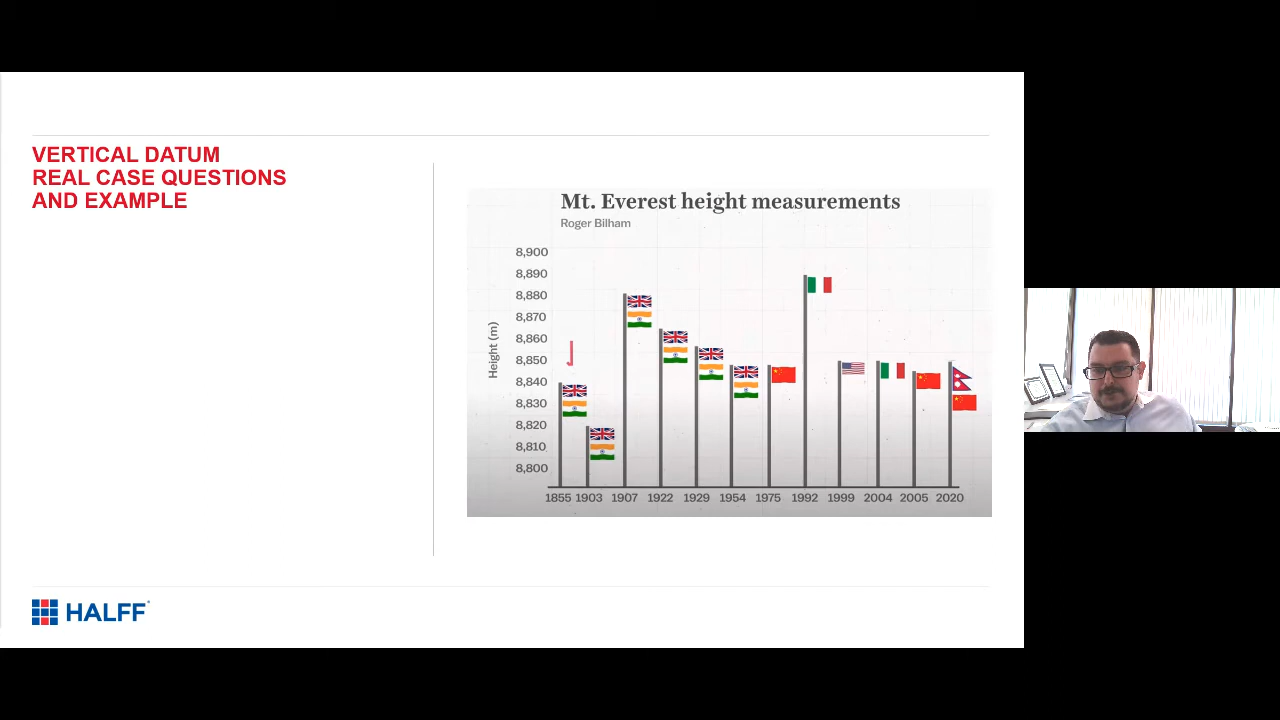 VERTICAL DATUM
REAL CASE QUESTIONS
AND EXAMPLE
Mt. Everest height measurements
Roger Bilham
Height (m)
8,900
8,890
8,880
8,870
8,860
8,850
8,840
8,830
8,820
8,810
8,800
1855 1903 1907 1922 1929 1954 1975 1992 1999 2004 2005 2020
HALFF